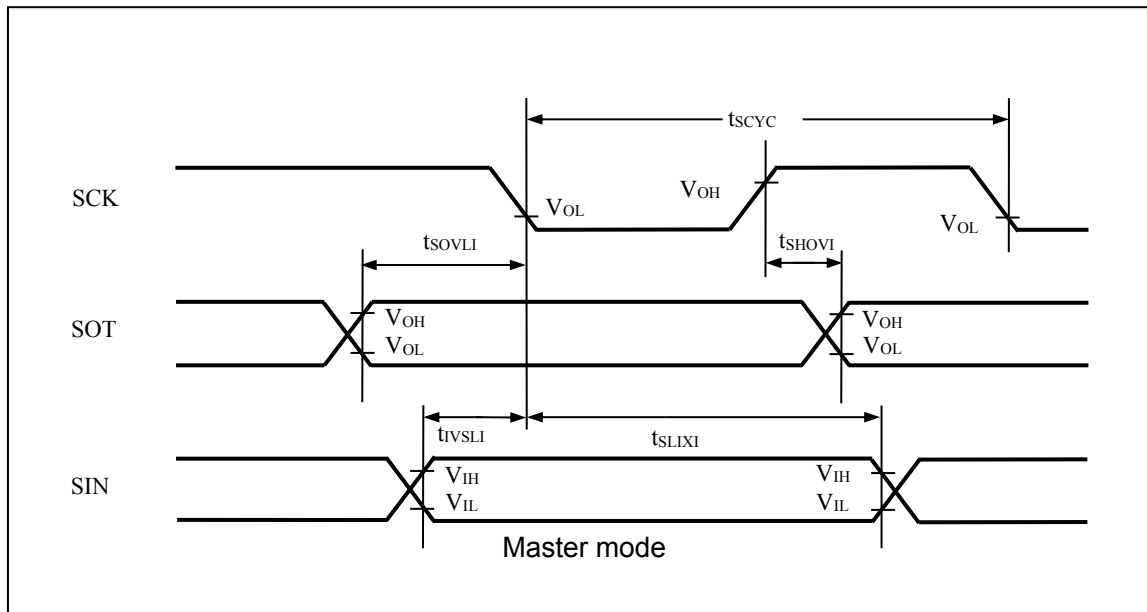 tSCYC
SCK VOL VOH VOL
tSOVLI tSHOVI
SOT VOH VOH
VOL VOL
tIVSLI tSLIXI
SIN VIH VIH
VIL VIL
Master mode